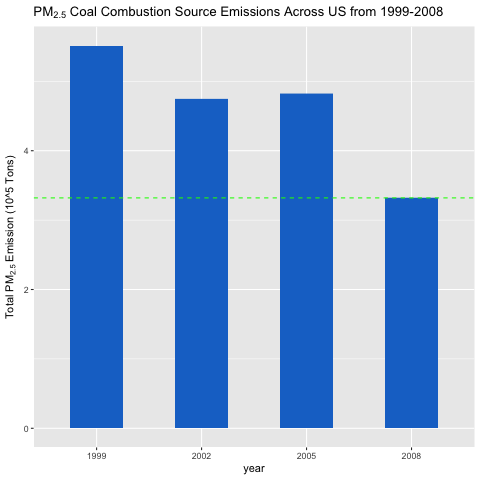 PM2.5 Coal Combustion Source Emissions Across US from 1999-2008
Total PM2.5 Emission (10^5 Tons)
4
2
0
1999 2002 2005 2008
year